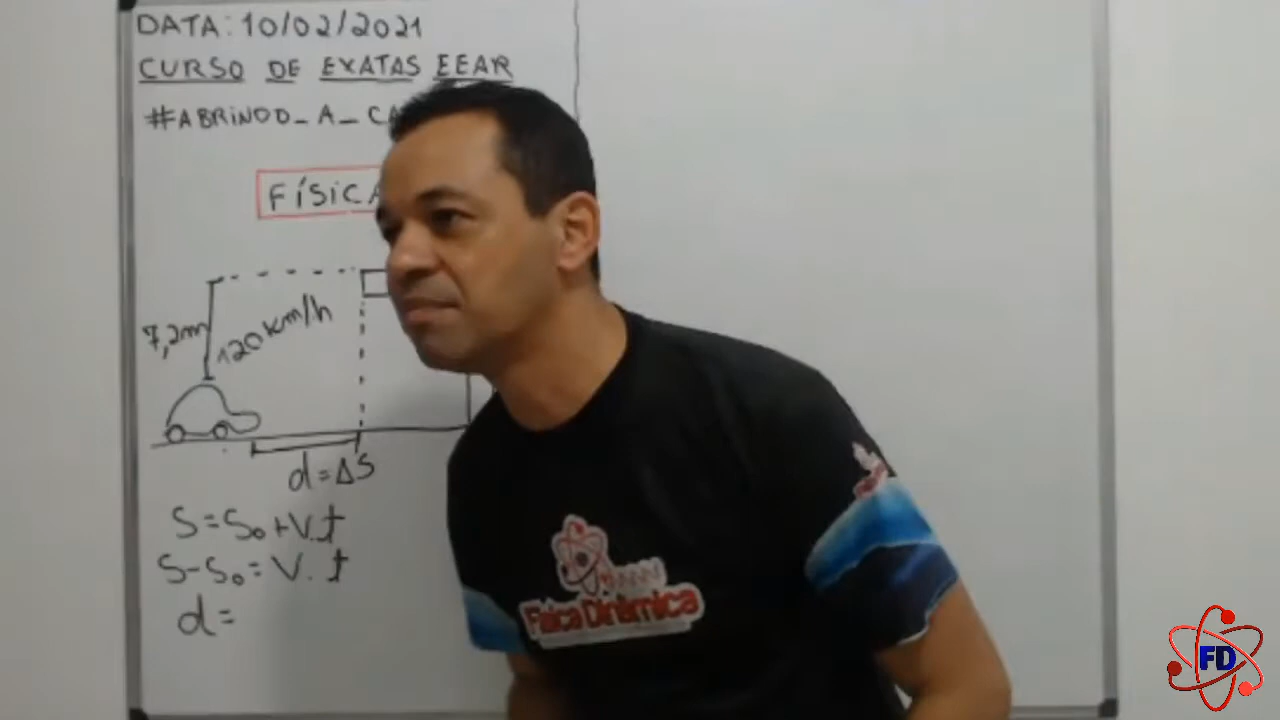 DATA: 10/02/2021
CURSO DE EXATAS EEAR
#ABRINOD_A_CA
FÍSICA
7,2m
120 km/h
d=ΔS
S=S₀+V.t
S-S₀=V.t
d=
Física Dinâmica
FD